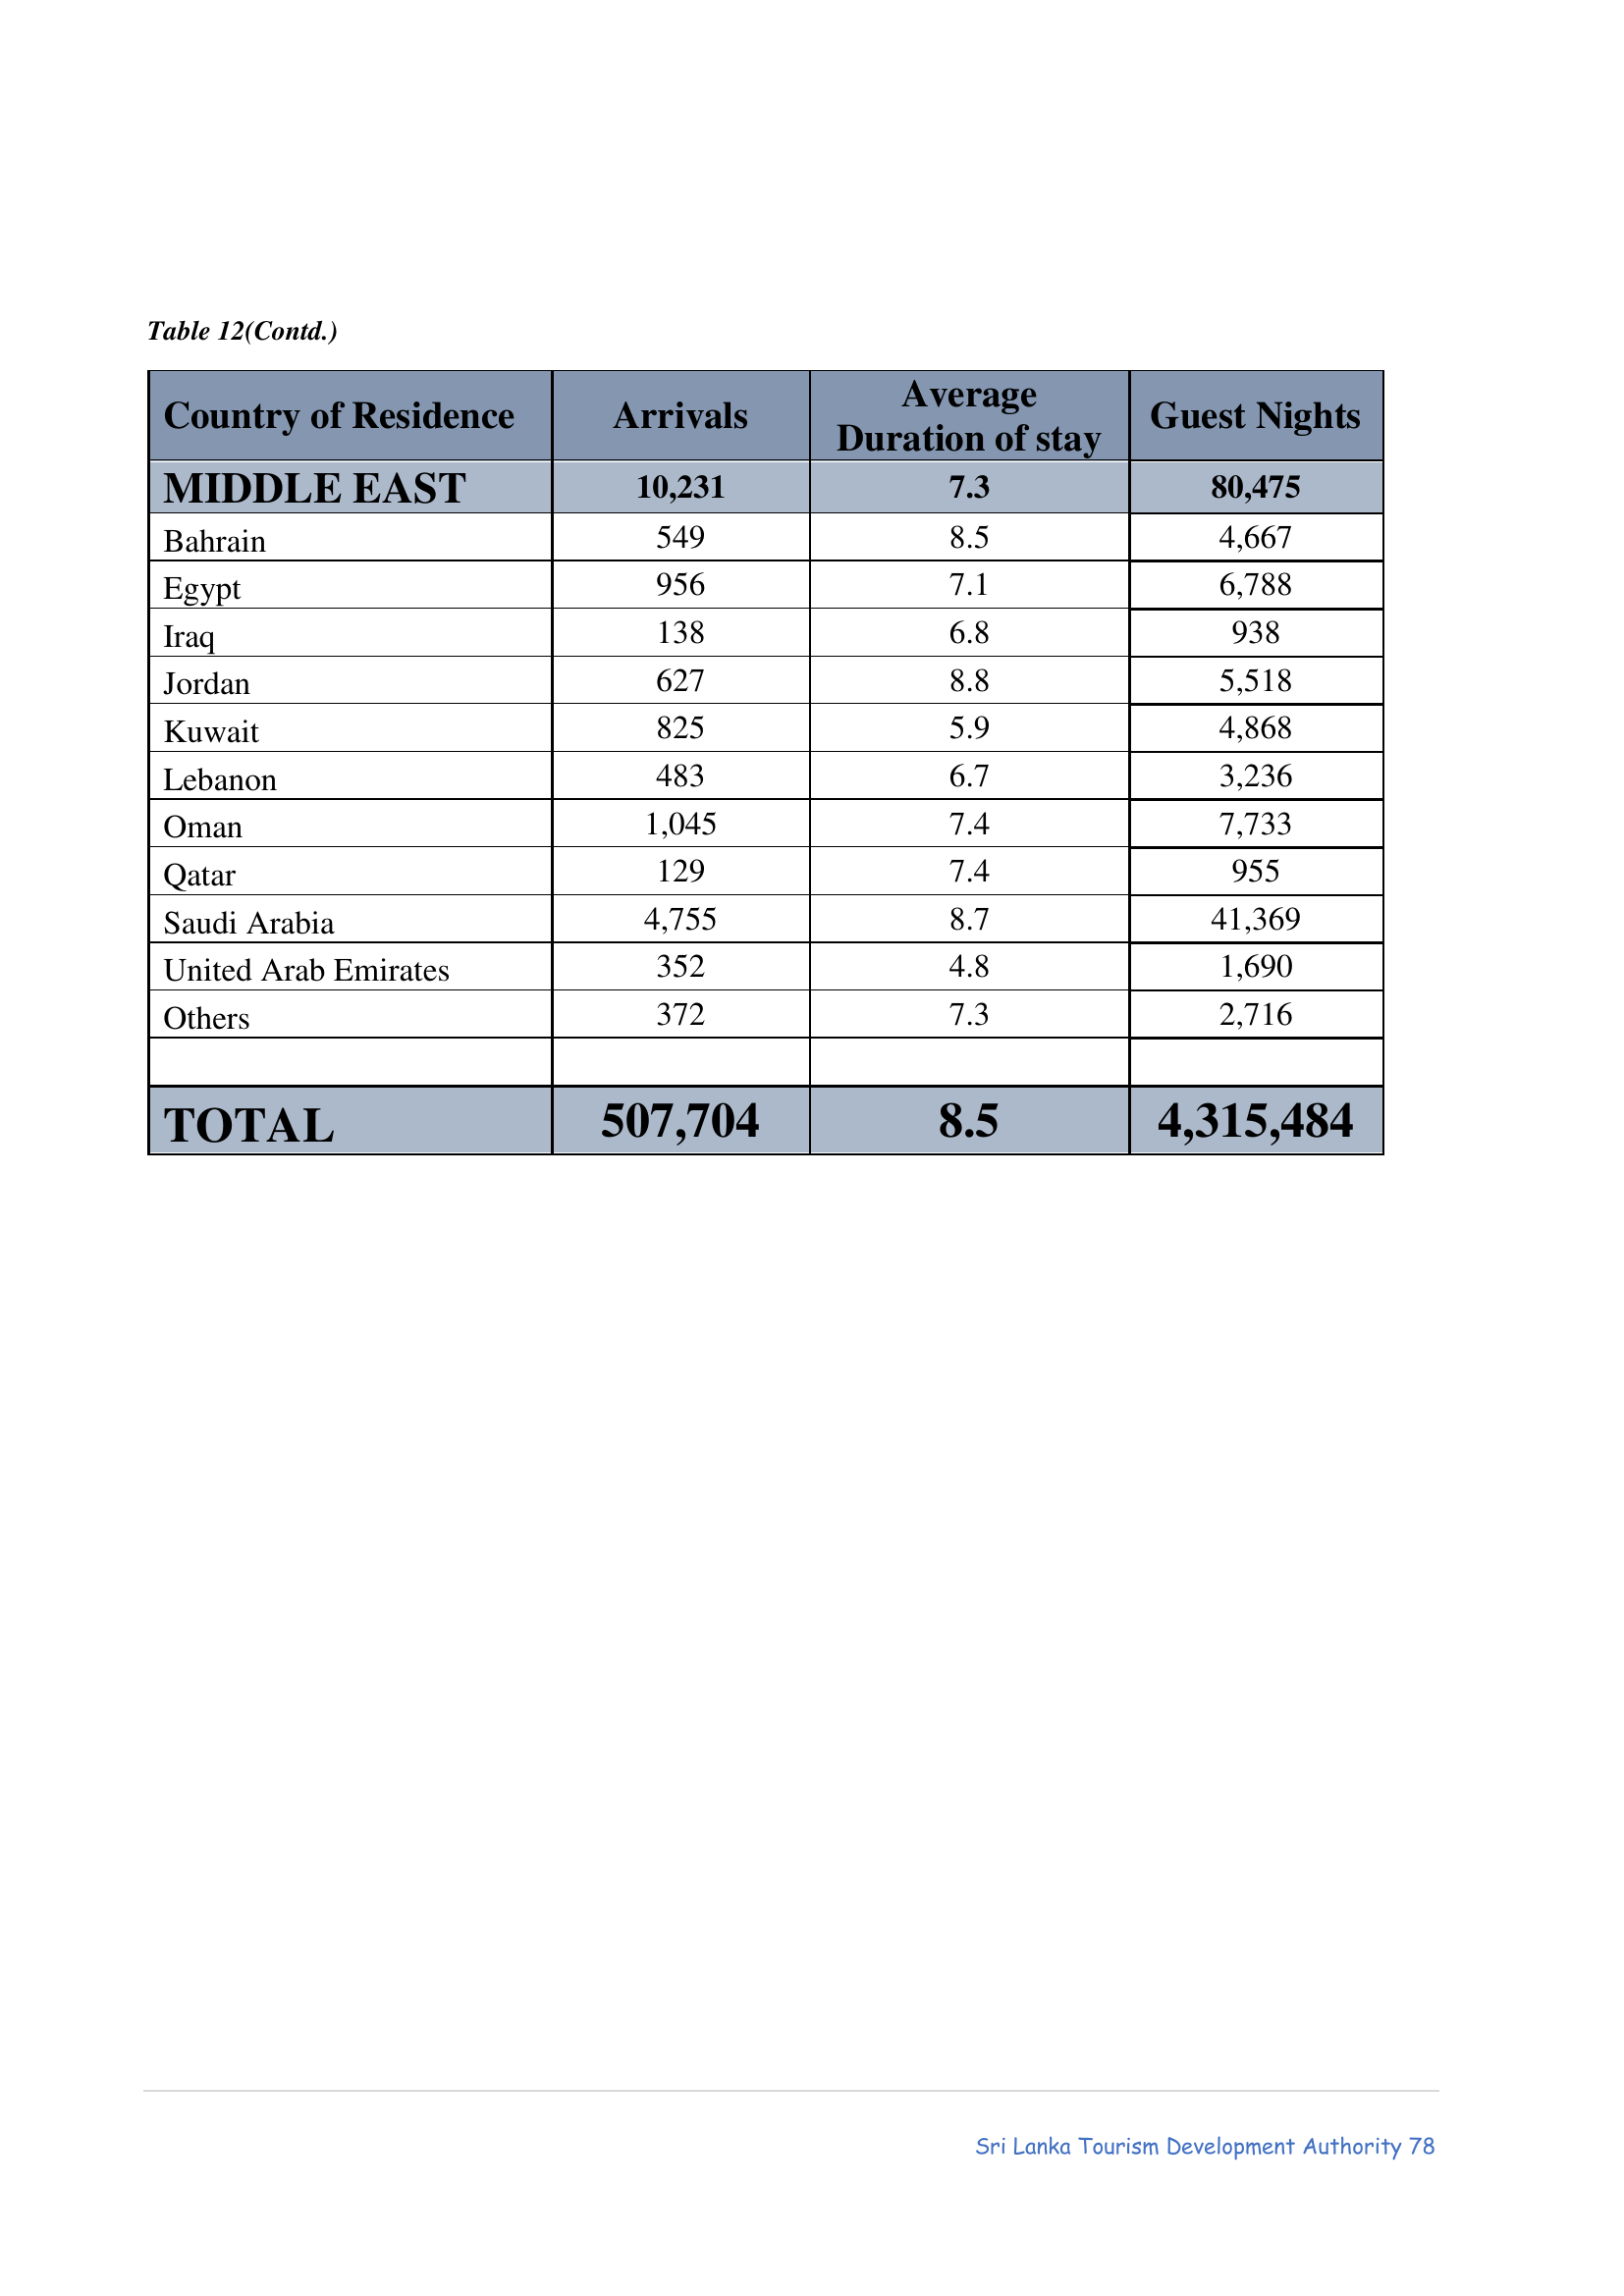 Table 12(Contd.)
Country of Residence Arrivals Average Duration of stay Guest Nights
MIDDLE EAST 10,231 7.3 80,475
Bahrain 549 8.5 4,667
Egypt 956 7.1 6,788
Iraq 138 6.8 938
Jordan 627 8.8 5,518
Kuwait 825 5.9 4,868
Lebanon 483 6.7 3,236
Oman 1,045 7.4 7,733
Qatar 129 7.4 955
Saudi Arabia 4,755 8.7 41,369
United Arab Emirates 352 4.8 1,690
Others 372 7.3 2,716
TOTAL 507,704 8.5 4,315,484
Sri Lanka Tourism Development Authority 78